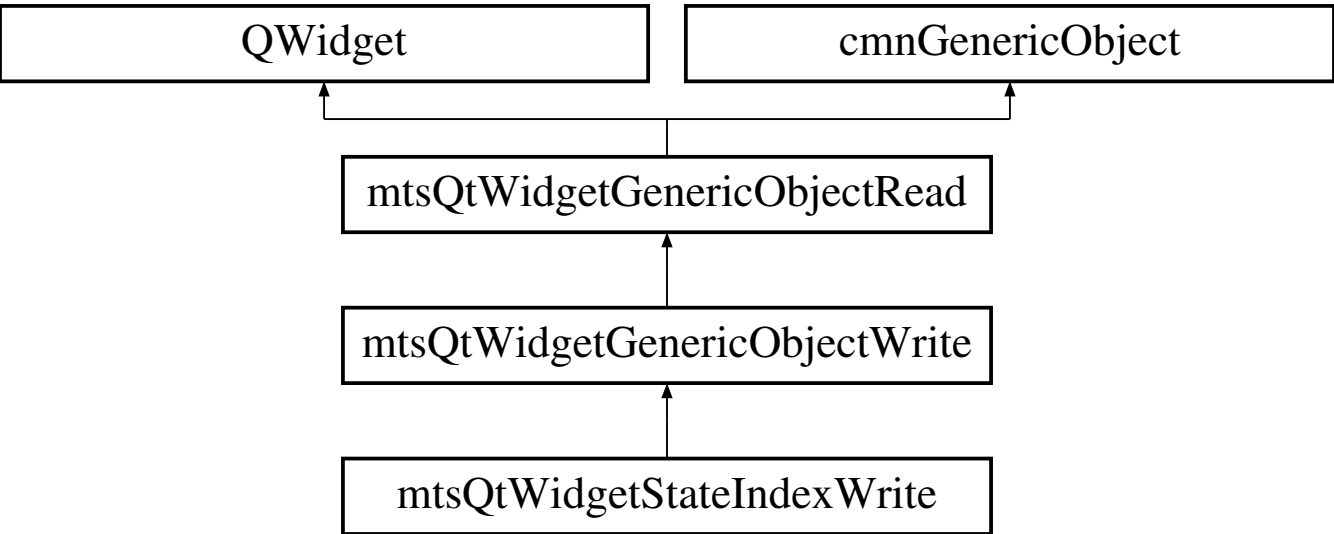 QWidget
cmnGenericObject
mtsQtWidgetGenericObjectRead
mtsQtWidgetGenericObjectWrite
mtsQtWidgetStateIndexWrite